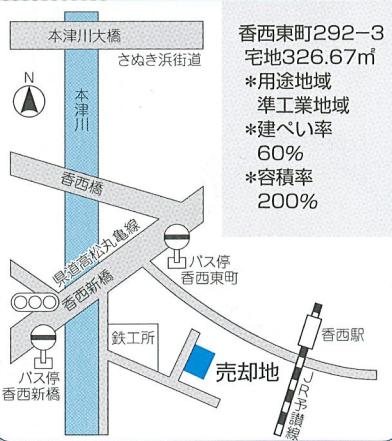 本津川大橋
さぬき浜街道
N
本津川
香西橋
県道高松丸亀線
香西新橋
バス停
香西東町
バス停
香西新橋
鉄工所
売却地
香西駅
JR予讃線
香西東町292−3
宅地326.67㎡
*用途地域
準工業地域
*建ぺい率
60%
*容積率
200%